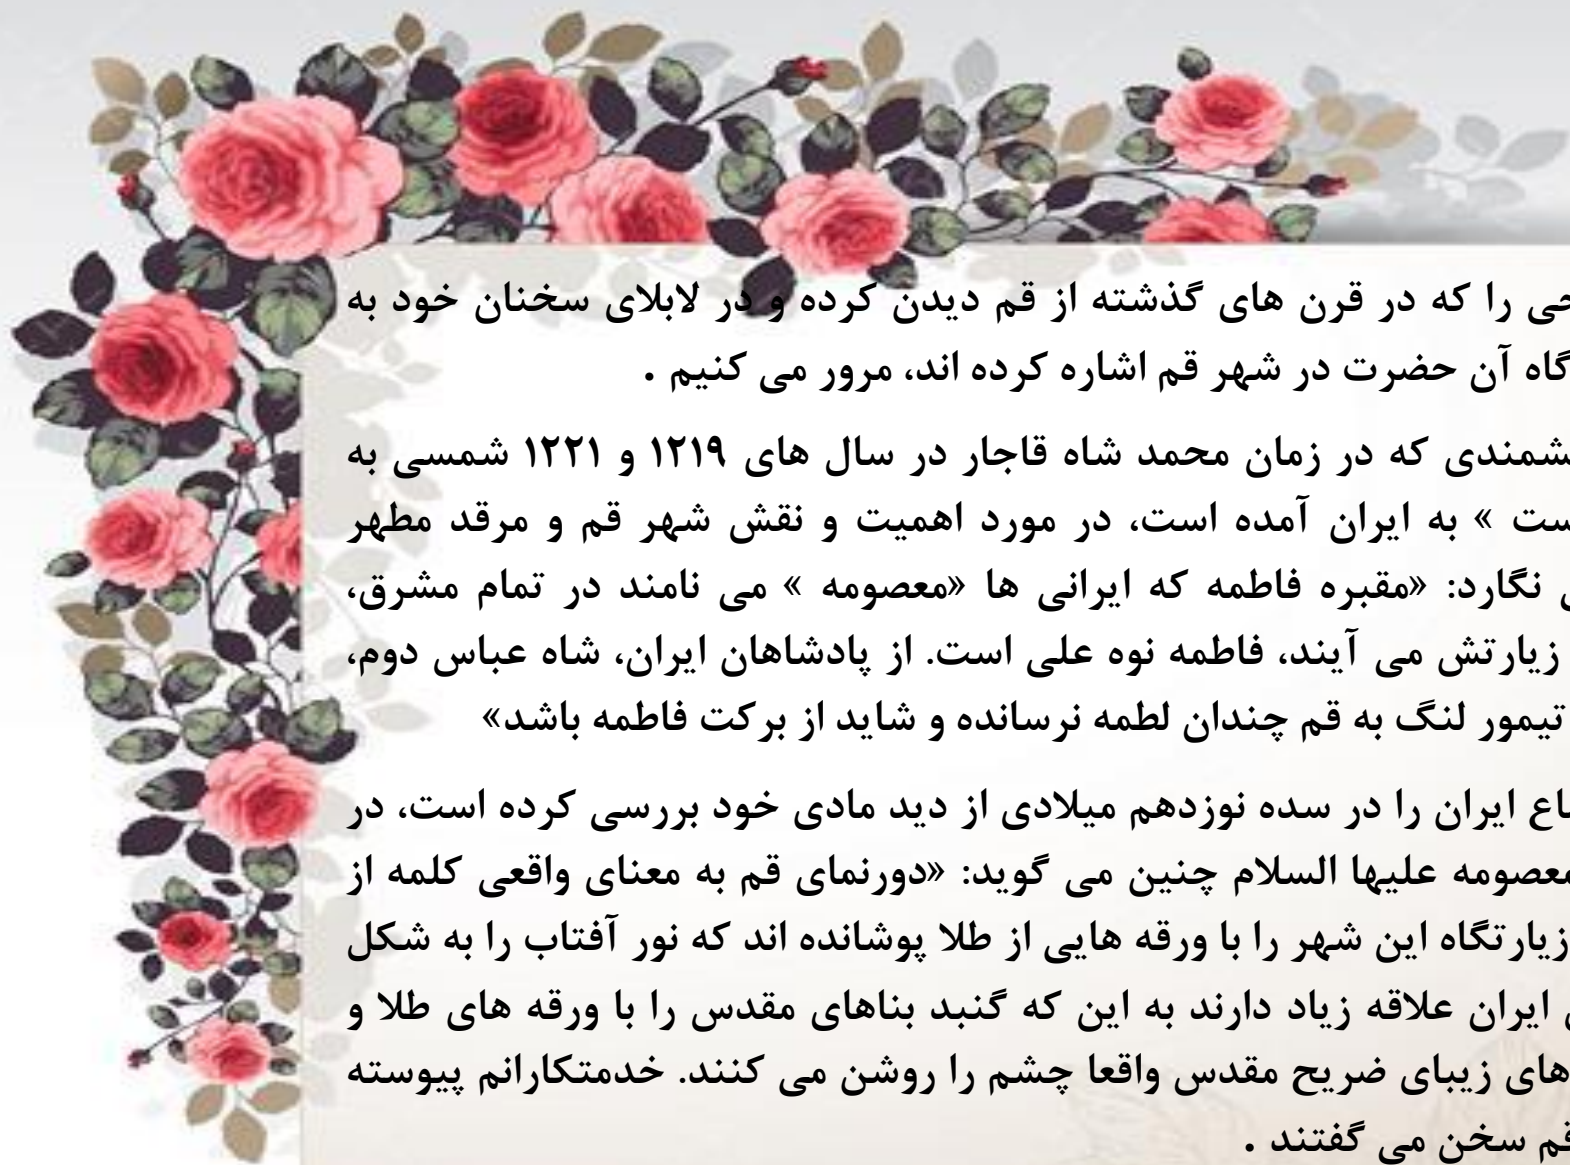 را که در قرن های گذشته از قم دیدن کرده و در لابلای سخنان خود به
آن حضرت در شهر قم اشاره کرده اند، مرور می کنیم .
که در زمان محمد شاه قاجار در سال های ۱۲۱۹ و ۱۲۲۱ شمسی به
» به ایران آمده است، در مورد اهمیت و نقش شهر قم و مرقد مطهر
نگارد: «مقبره فاطمه که ایرانی ها «معصومه » می نامند در تمام مشرق،
زیارتش می آیند، فاطمه نوه علی است. از پادشاهان ایران، شاه عباس دوم،
تیمور لنگ به قم چندان لطمه نرسانده و شاید از برکت فاطمه باشد»
ایران را در سده نوزدهم میلادی از دید مادی خود بررسی کرده است، در
معصومه علیها السلام چنین می گوید: «دورنمای قم به معنای واقعی کلمه از
زیارتگاه این شهر را با ورقه هایی از طلا پوشانده اند که نور آفتاب را به شکل
ایران علاقه زیاد دارند به این که گنبد بناهای مقدس را با ورقه های طلا و
های زیبای ضریح مقدس واقعا چشم را روشن می کنند. خدمتکارانم پیوسته
قم سخن می گفتند .